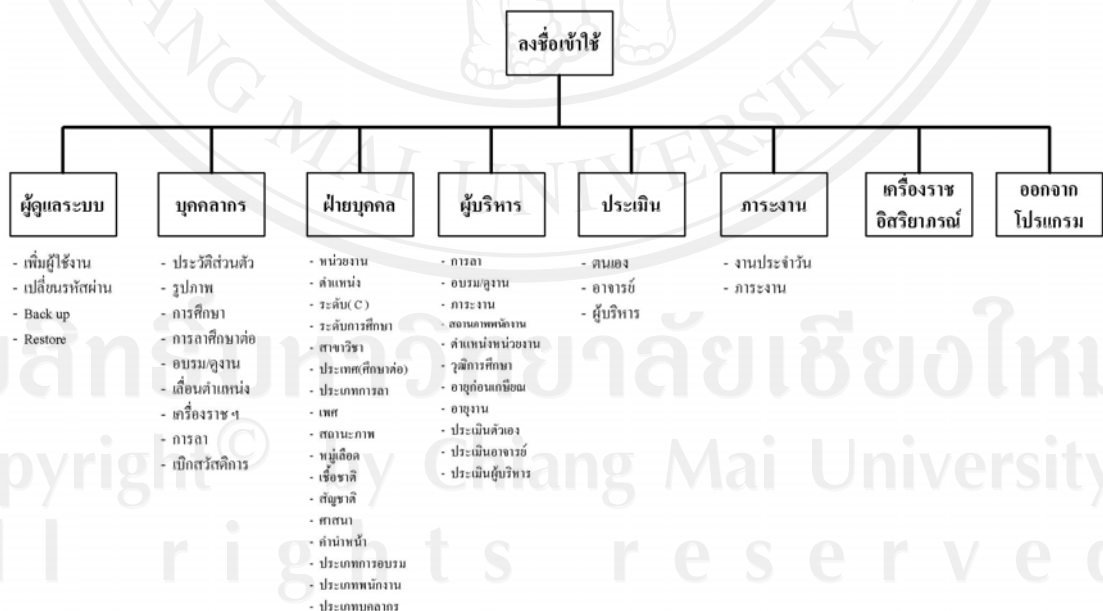 ลงชื่อเข้าใช้
ผู้ดูแลระบบ
- เพิ่มผู้ใช้งาน
- เปลี่ยนรหัสผ่าน
- Back up
- Restore
บุคคลากร
- ประวัติส่วนตัว
- รูปภาพ
- การศึกษา
- การลาศึกษาต่อ
- อบรม/ดูงาน
- เลื่อนตำแหน่ง
- เครื่องราชฯ
- การลา
- เบิกสวัสดิการ
ฝ่ายบุคคล
- หน่วยงาน
- ตำแหน่ง
- ระดับ(C)
- ระดับการศึกษา
- สาขาวิชา
- ประเทศ(ศึกษาต่อ)
- ประเภทการลา
- เพศ
- สถานะภาพ
- หมู่เลือด
- เชื้อชาติ
- สัญชาติ
- ศาสนา
- คำนำหน้า
- ประเภทการอบรม
- ประเภทพนักงาน
- ประเภทบุคลากร
ผู้บริหาร
- การลา
- อบรม/ดูงาน
- ภาระงาน
- สถานภาพพนักงาน
- ตำแหน่งหน่วยงาน
- วุฒิการศึกษา
- อายุก่อนเกษียณ
- อายุงาน
- ประเมินตัวเอง
- ประเมินอาจารย์
- ประเมินผู้บริหาร
ประเมิน
- ตนเอง
- อาจารย์
- ผู้บริหาร
ภาระงาน
- งานประจำวัน
- ภาระงาน
เครื่องราช
อิสริยาภรณ์
ออกจาก
โปรแกรม
MAI UNIVERSITY
by Chiang Mai University
rights reserved